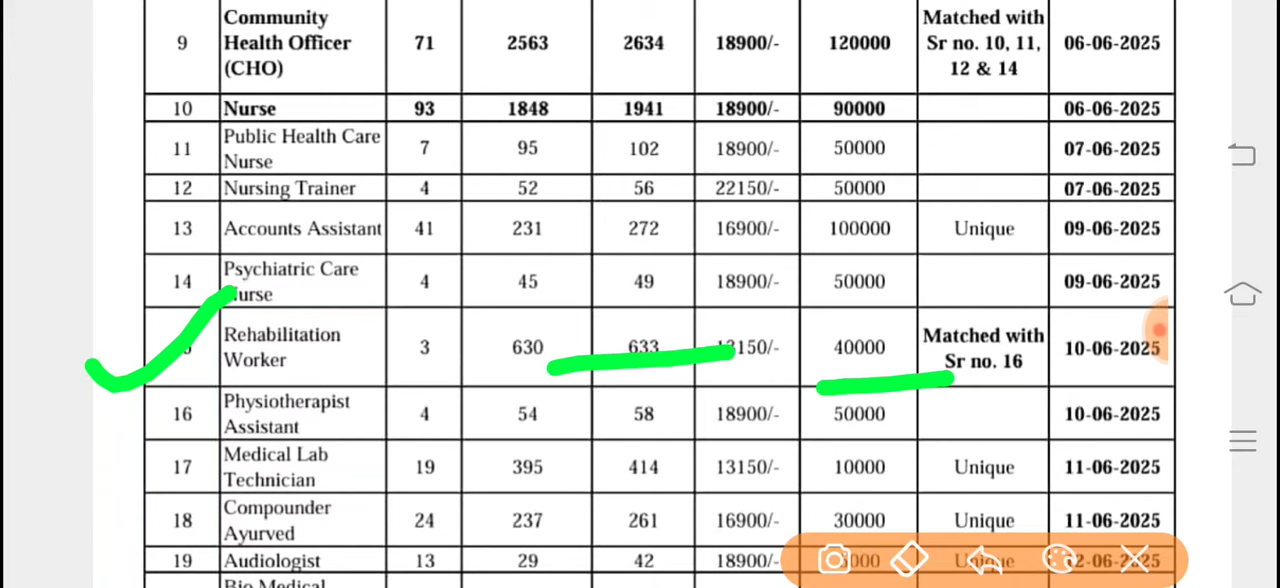 Community
Health Officer
(CHO)
9 71 2563 2634 18900/- 120000 Matched with
Sr no. 10, 11,
12 & 14 06-06-2025
10 Nurse 93 1848 1941 18900/- 90000 06-06-2025
11 Public Health Care
Nurse 7 95 102 18900/- 50000 07-06-2025
12 Nursing Trainer 4 52 56 22150/- 50000 07-06-2025
13 Accounts Assistant 41 231 272 16900/- 100000 Unique 09-06-2025
14 Psychiatric Care
Nurse 4 45 49 18900/- 50000 09-06-2025
Rehabilitation
Worker 3 630 633 40000 Matched with
Sr no. 16 10-06-2025
16 Physiotherapist
Assistant 4 54 58 18900/- 50000 10-06-2025
17 Medical Lab
Technician 19 395 414 13150/- 10000 Unique 11-06-2025
18 Compounder
Ayurved 24 237 261 16900/- 30000 Unique 11-06-2025
19 Audiologist 13 29 42 18900/- Unique
Bio Medical